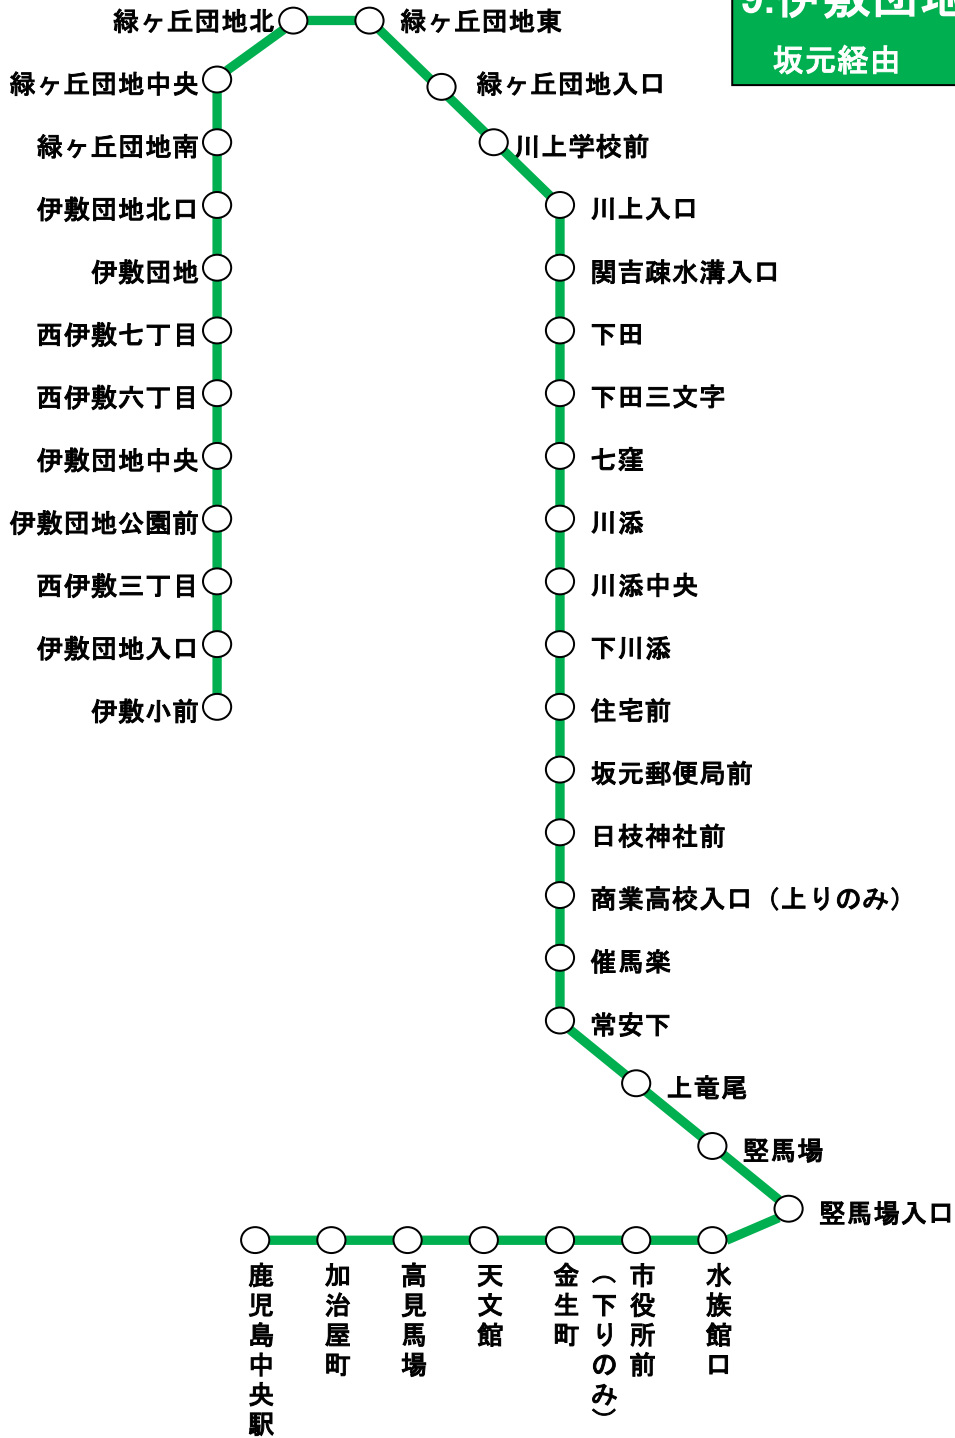 9.伊敷団地
坂元経由
緑ヶ丘団地北
緑ヶ丘団地東
緑ヶ丘団地中央
緑ヶ丘団地入口
緑ヶ丘団地南
川上学校前
伊敷団地北口
川上入口
伊敷団地
関吉疎水溝入口
西伊敷七丁目
下田
西伊敷六丁目
下田三文字
伊敷団地中央
七窪
伊敷団地公園前
川添
西伊敷三丁目
川添中央
伊敷団地入口
下川添
伊敷小前
住宅前
坂元郵便局前
日枝神社前
商業高校入口（上りのみ）
催馬楽
常安下
上竜尾
竪馬場
竪馬場入口
鹿児島中央駅
加治屋町
高見馬場
天文館
金生町
市役所前
（下りのみ）
水族館口